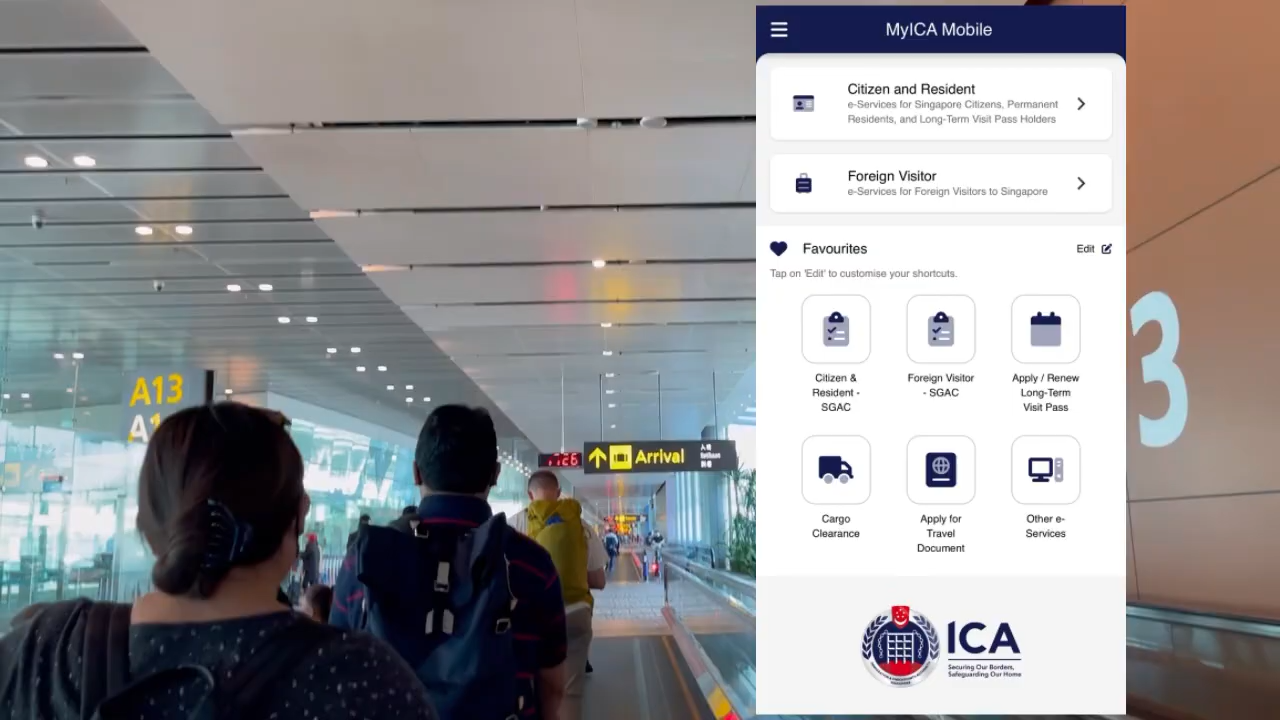 A13
A1
17:26
Arrival
3
MyICA Mobile
Citizen and Resident
e-Services for Singapore Citizens, Permanent
Residents, and Long-Term Visit Pass Holders
Foreign Visitor
e-Services for Foreign Visitors to Singapore
Favourites
Edit
Tap on 'Edit' to customise your shortcuts.
Citizen &
Resident -
SGAC
Foreign Visitor
- SGAC
Apply / Renew
Long-Term
Visit Pass
Cargo
Clearance
Apply for
Travel
Document
Other e-
Services
ICA
Securing Our Borders,
Safeguarding Our Home